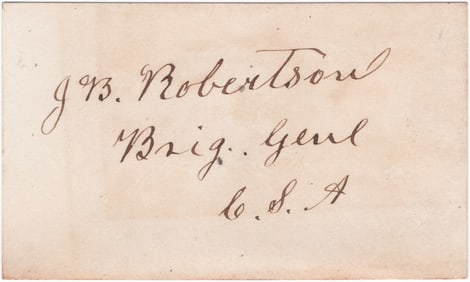 J B. Robertson
Brig. Genl
C. S. A